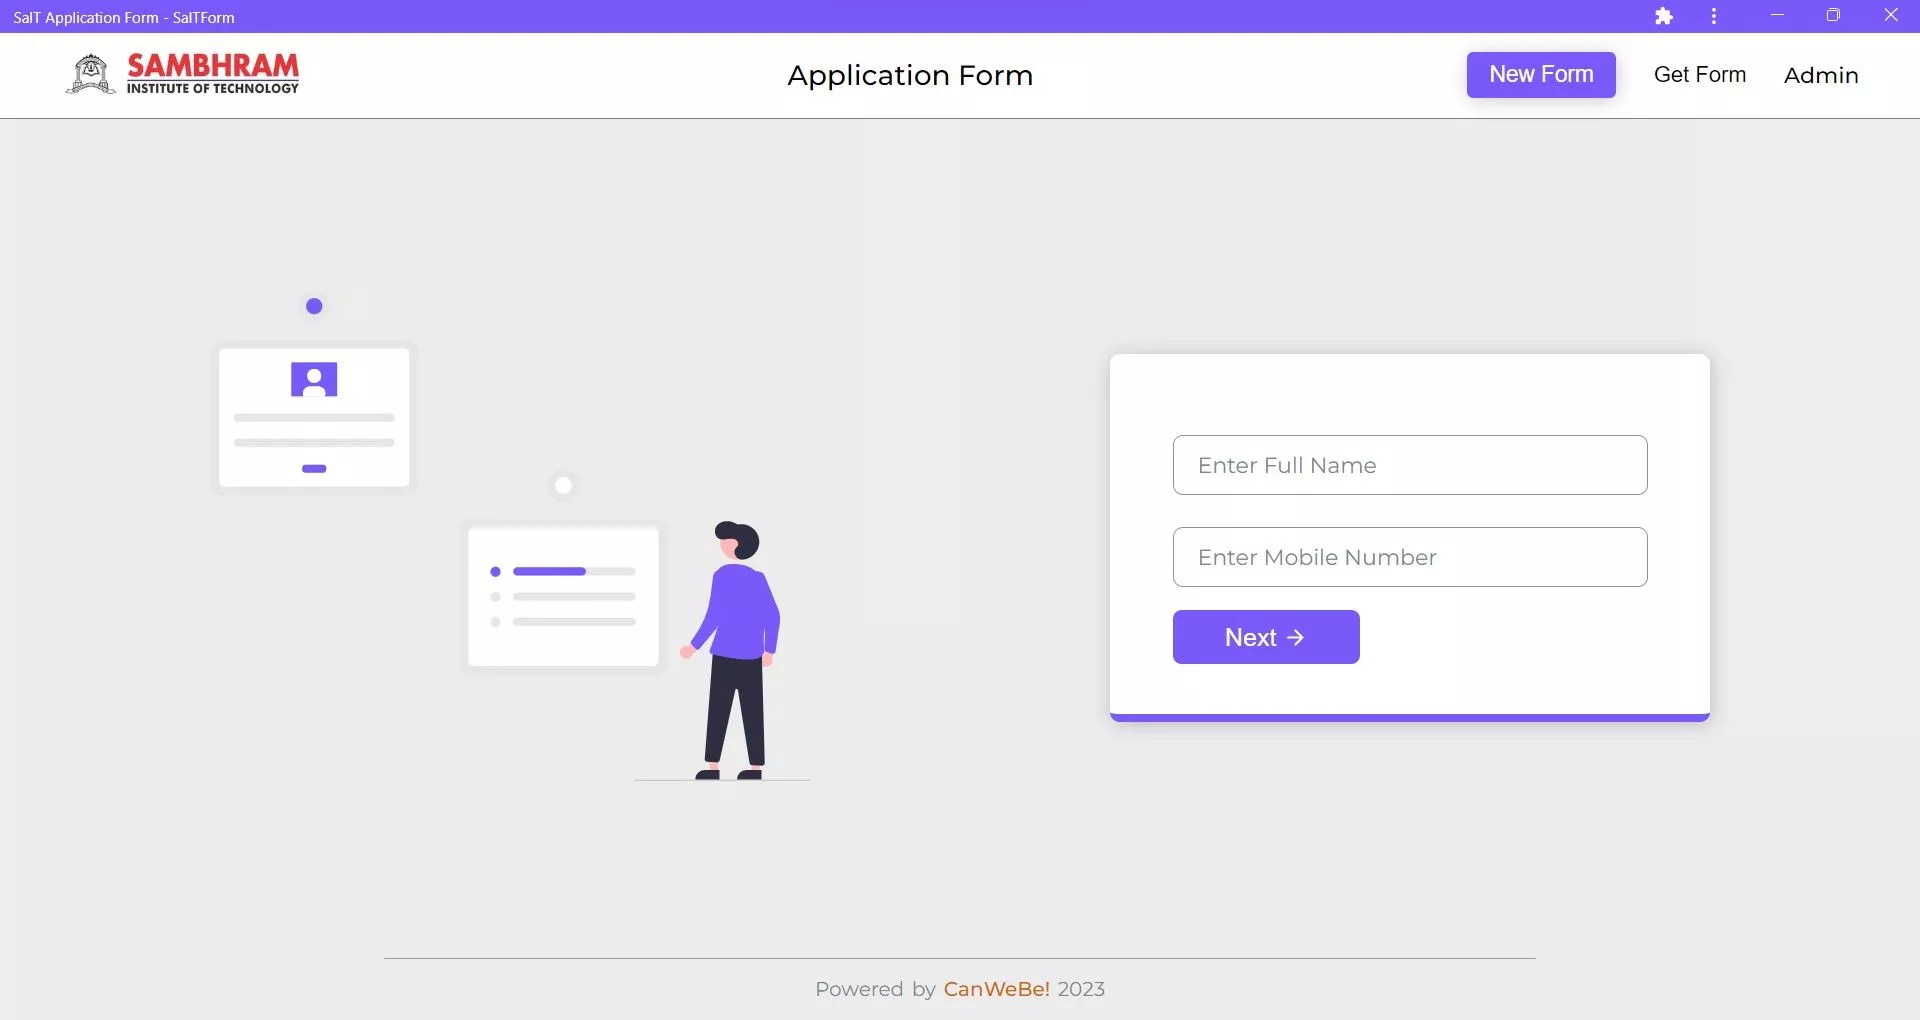 SaIT Application Form - SaITForm
SAMBHRAM
INSTITUTE OF TECHNOLOGY
Application Form
New Form
Get Form
Admin
Enter Full Name
Enter Mobile Number
Next →
Powered by CanWeBe! 2023